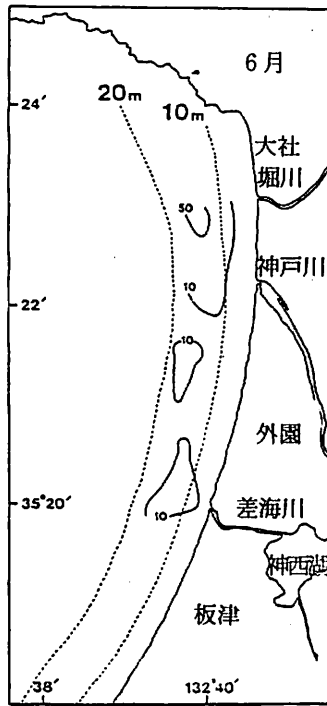 6月
24′
20m
10m
大社
堀川
50
神戸川
10
22′
10
外園
35°20′
10
差海川
神西湖
板津
38′
132°40′